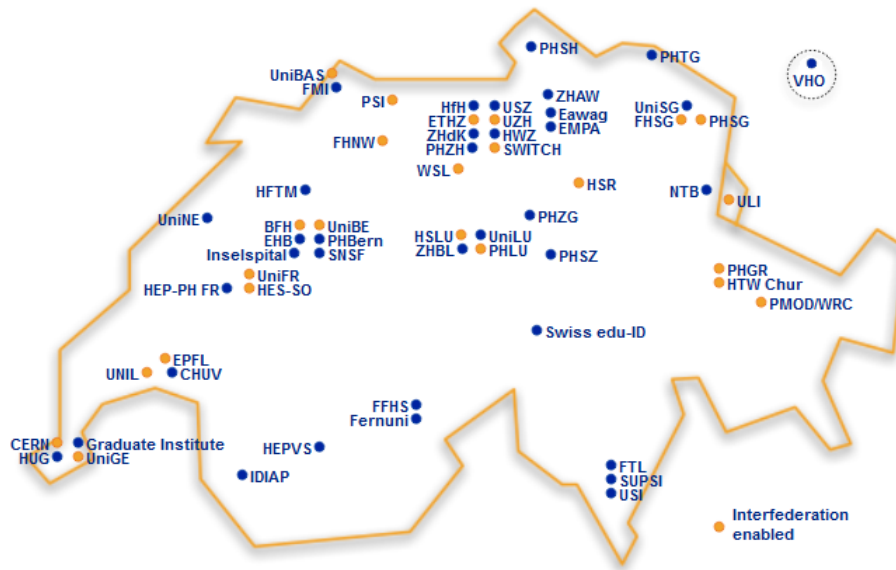 PHSH
PHTG
VHO
UniBAS
FMI
PSI
ZHAW
HfH
USZ
UniSG
ETHZ
UZH
Eawag
FHSG
PHSG
ZHdK
HWZ
EMPA
FHNW
PHZH
SWITCH
WSL
HSR
HFTM
NTB
ULI
UniNE
PHZG
BFH
UniBE
HSLU
UniLU
EHB
PHBern
ZHBL
PHLU
Inselspital
SNSF
PHSZ
UniFR
PHGR
HEP-PH FR
HES-SO
HTW Chur
PMOD/WRC
Swiss edu-ID
EPFL
UNIL
CHUV
FFHS
Fernuni
CERN
Graduate Institute
HEPVS
HUG
UniGE
FTL
IDIAP
SUPSI
USI
Interfederation
enabled